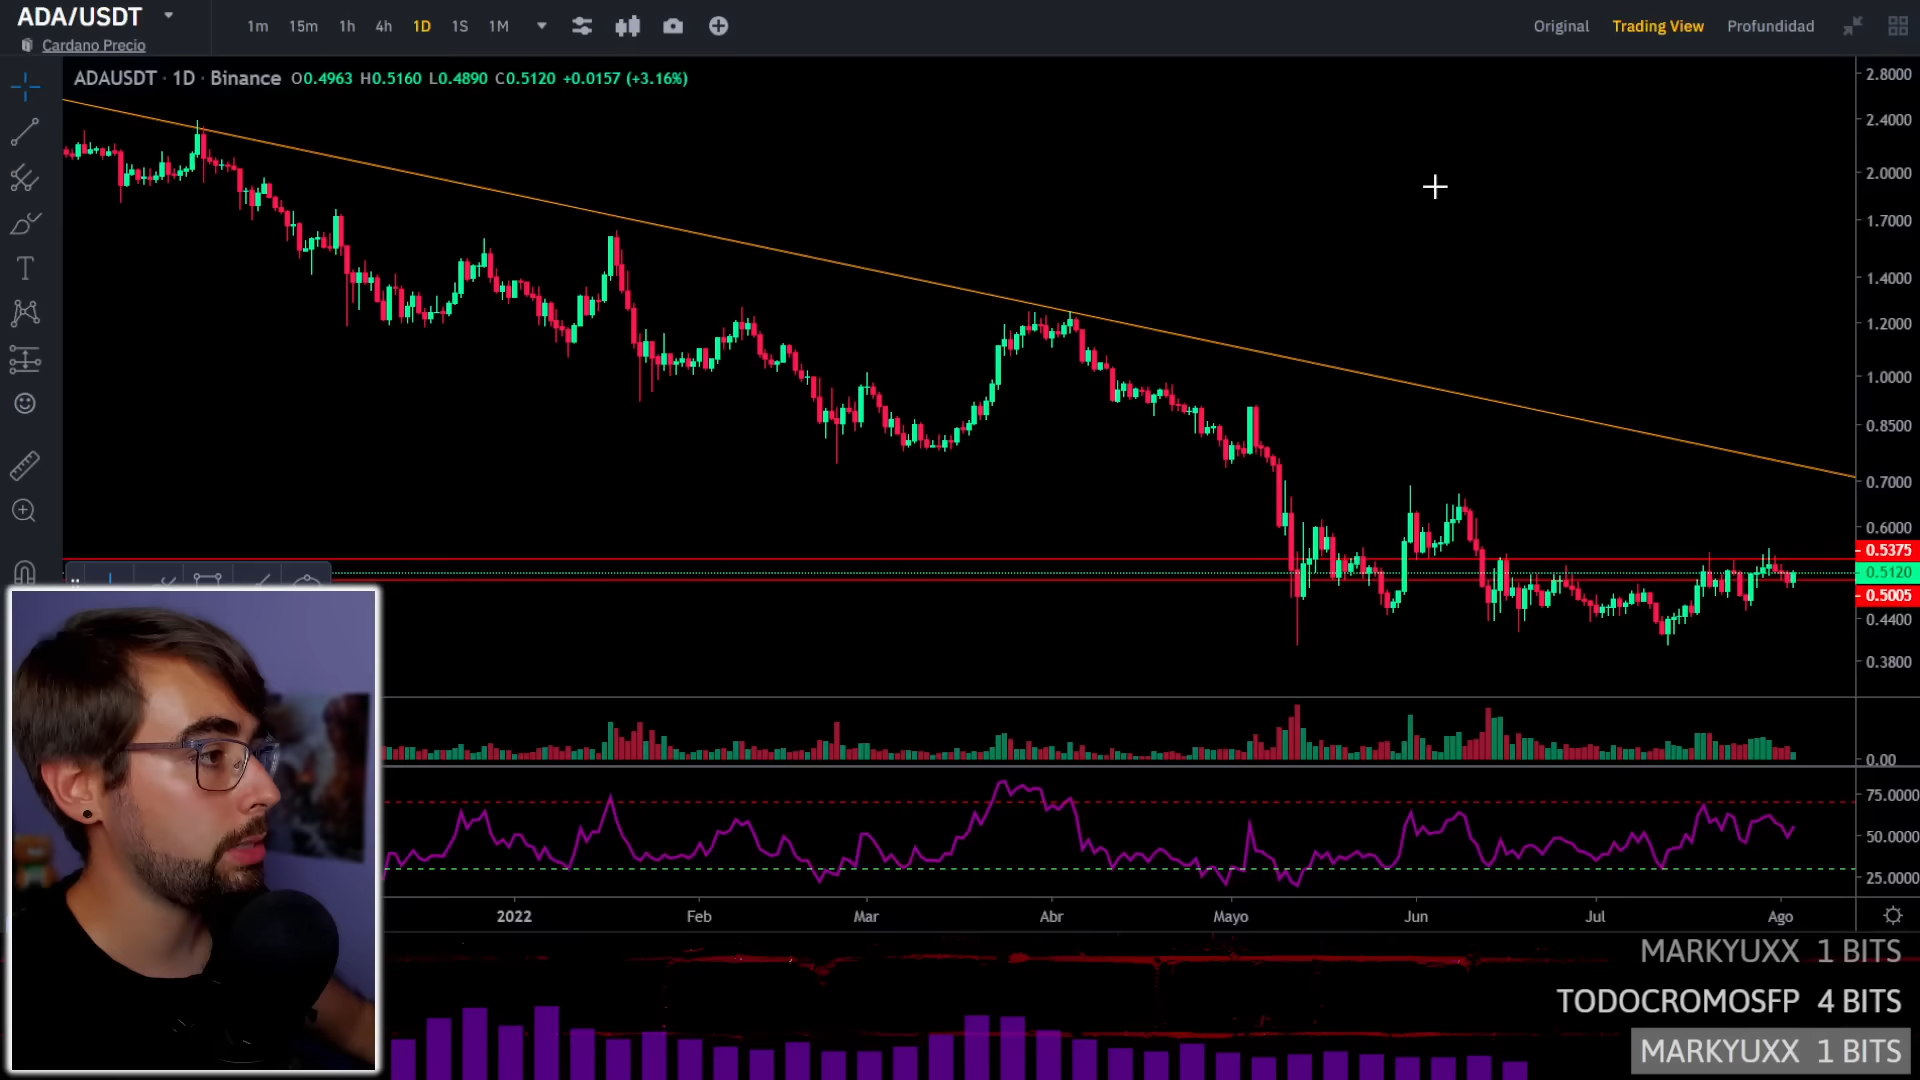 ADA/USDT
Cardano Precio
1m 15m 1h 4h 1D 1S 1M
Original Trading View Profundidad
ADAUSDT · 1D · Binance O0.4963 H0.5160 L0.4890 C0.5120 +0.0157 (+3.16%)
2.8000
2.4000
2.0000
1.7000
1.4000
1.2000
1.0000
0.8500
0.7000
0.6000
0.5375
0.5120
0.5005
0.4400
0.3800
0.00
75.0000
50.0000
25.0000
2022 Feb Mar Abr Mayo Jun Jul Ago
MARKYUXX 1 BITS
TODOCROMOSFP 4 BITS
MARKYUXX 1 BITS